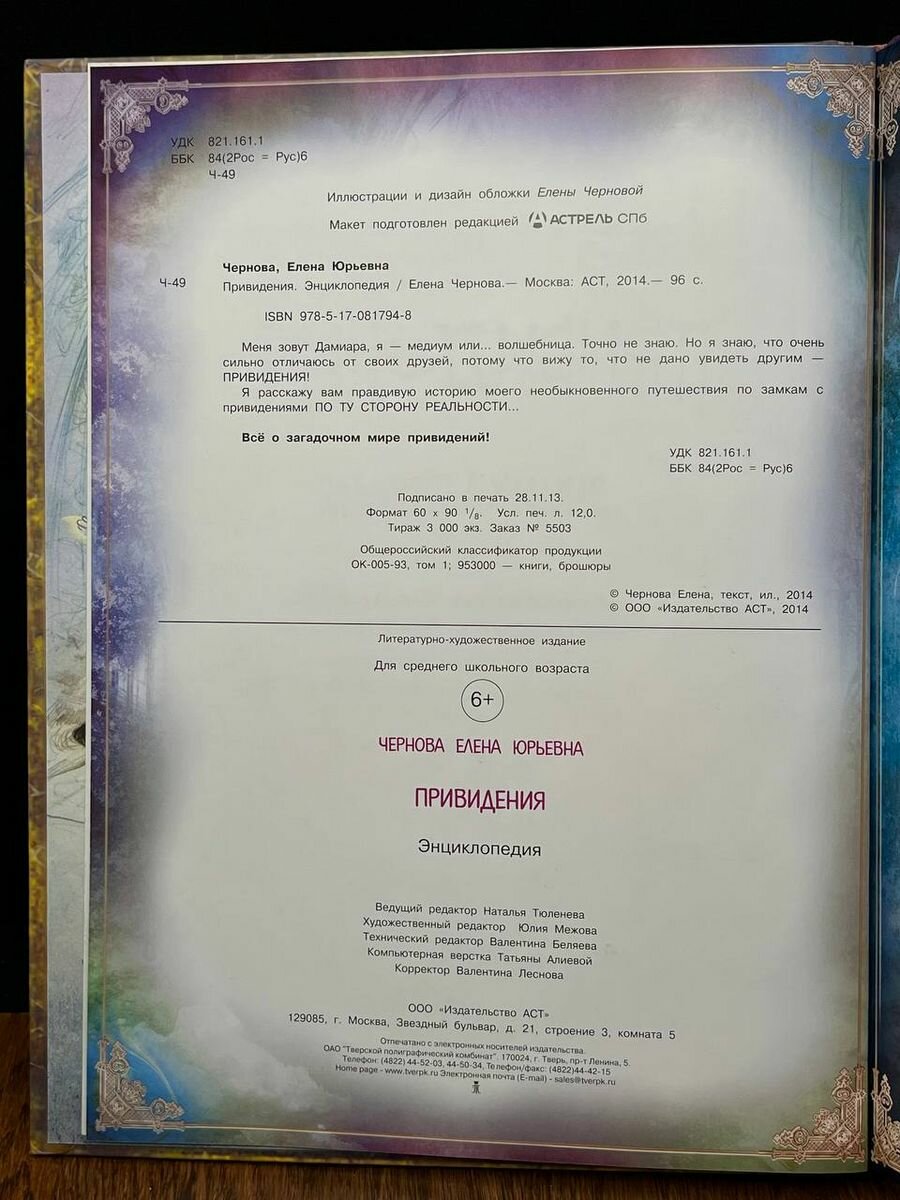 УДК 821.161.1
ББК 84(2Рос = Рус)6
Ч-49
Иллюстрации и дизайн обложки Елены Черновой
Макет подготовлен редакцией АСТРЕЛЬ СПб
Чернова, Елена Юрьевна
Ч-49 Привидения. Энциклопедия / Елена Чернова.— Москва: АСТ, 2014.— 96 с.
ISBN 978-5-17-081794-8
Меня зовут Дамиара, я — медиум или... волшебница. Точно не знаю. Но я знаю, что очень
сильно отличаюсь от своих друзей, потому что вижу то, что не дано увидеть другим —
ПРИВИДЕНИЯ!
Я расскажу вам правдивую историю моего необыкновенного путешествия по замкам с
привидениями ПО ТУ СТОРОНУ РЕАЛЬНОСТИ...
Всё о загадочном мире привидений!
УДК 821.161.1
ББК 84(2Рос = Рус)6
Подписано в печать 28.11.13.
Формат 60 x 90 1/8. Усл. печ. л. 12,0.
Тираж 3 000 экз. Заказ № 5503
Общероссийский классификатор продукции
ОК-005-93, том 1; 953000 — книги, брошюры
© Чернова Елена, текст, ил., 2014
© ООО «Издательство АСТ», 2014
Литературно-художественное издание
Для среднего школьного возраста
6+
ЧЕРНОВА ЕЛЕНА ЮРЬЕВНА
ПРИВИДЕНИЯ
Энциклопедия
Ведущий редактор Наталья Тюленева
Художественный редактор Юлия Межова
Технический редактор Валентина Беляева
Компьютерная верстка Татьяны Алиевой
Корректор Валентина Леснова
ООО «Издательство АСТ»
129085, г. Москва, Звездный бульвар, д. 21, строение 3, комната 5
Отпечатано с электронных носителей издательства.
ОАО "Тверской полиграфический комбинат". 170024, г. Тверь, пр-т Ленина, 5.
Телефон: (4822) 44-52-03, 44-50-34, Телефон/факс: (4822)44-42-15
Home page - www.tverpk.ru Электронная почта (E-mail) - sales@tverpk.ru